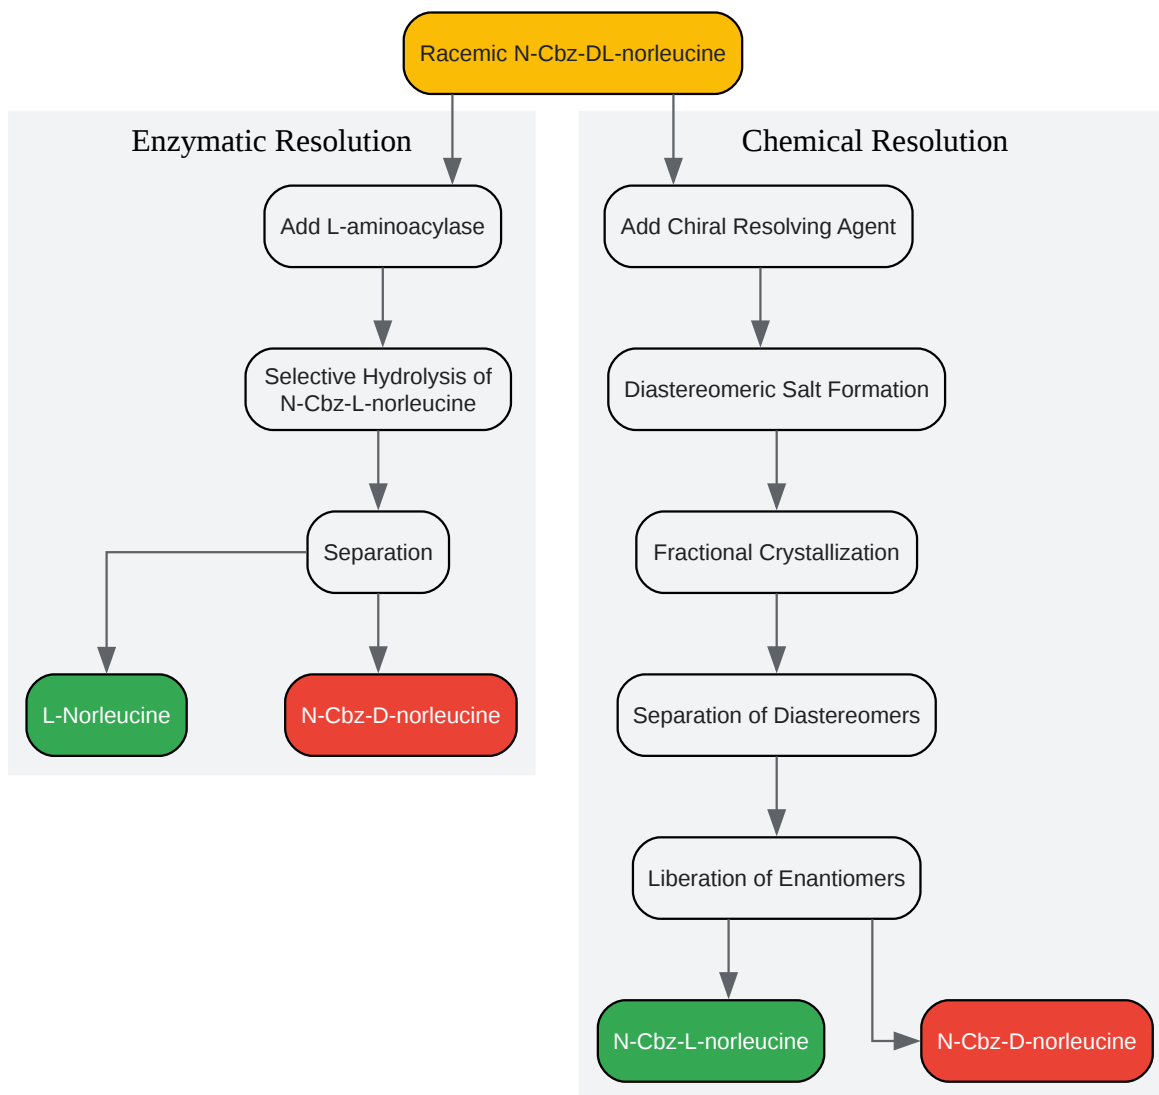 Racemic N-Cbz-DL-norleucine
Enzymatic Resolution
Add L-aminoacylase
Selective Hydrolysis of
N-Cbz-L-norleucine
Separation
L-Norleucine
N-Cbz-D-norleucine
Chemical Resolution
Add Chiral Resolving Agent
Diastereomeric Salt Formation
Fractional Crystallization
Separation of Diastereomers
Liberation of Enantiomers
N-Cbz-L-norleucine
N-Cbz-D-norleucine